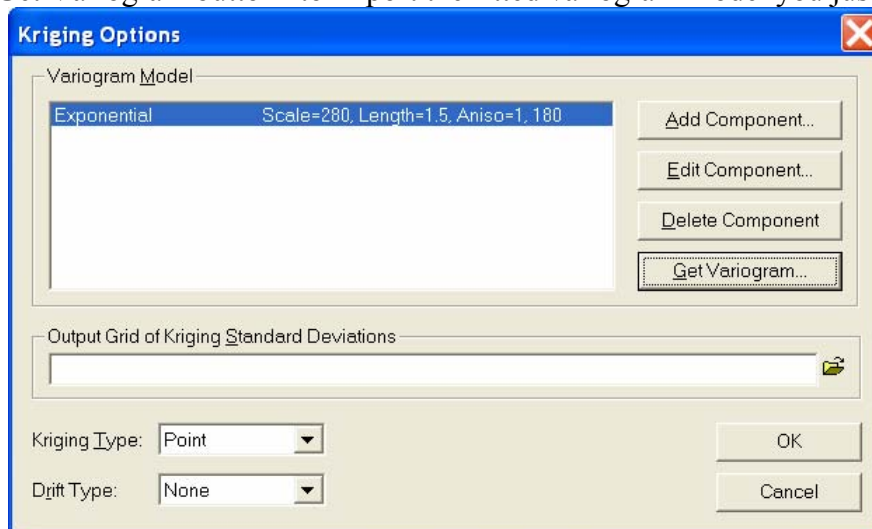 Kriging Options
Variogram Model
Exponential Scale=280, Length=1.5, Aniso=1, 180
Add Component...
Edit Component...
Delete Component
Get Variogram...
Output Grid of Kriging Standard Deviations
Kriging Type: Point
OK
Drift Type: None
Cancel